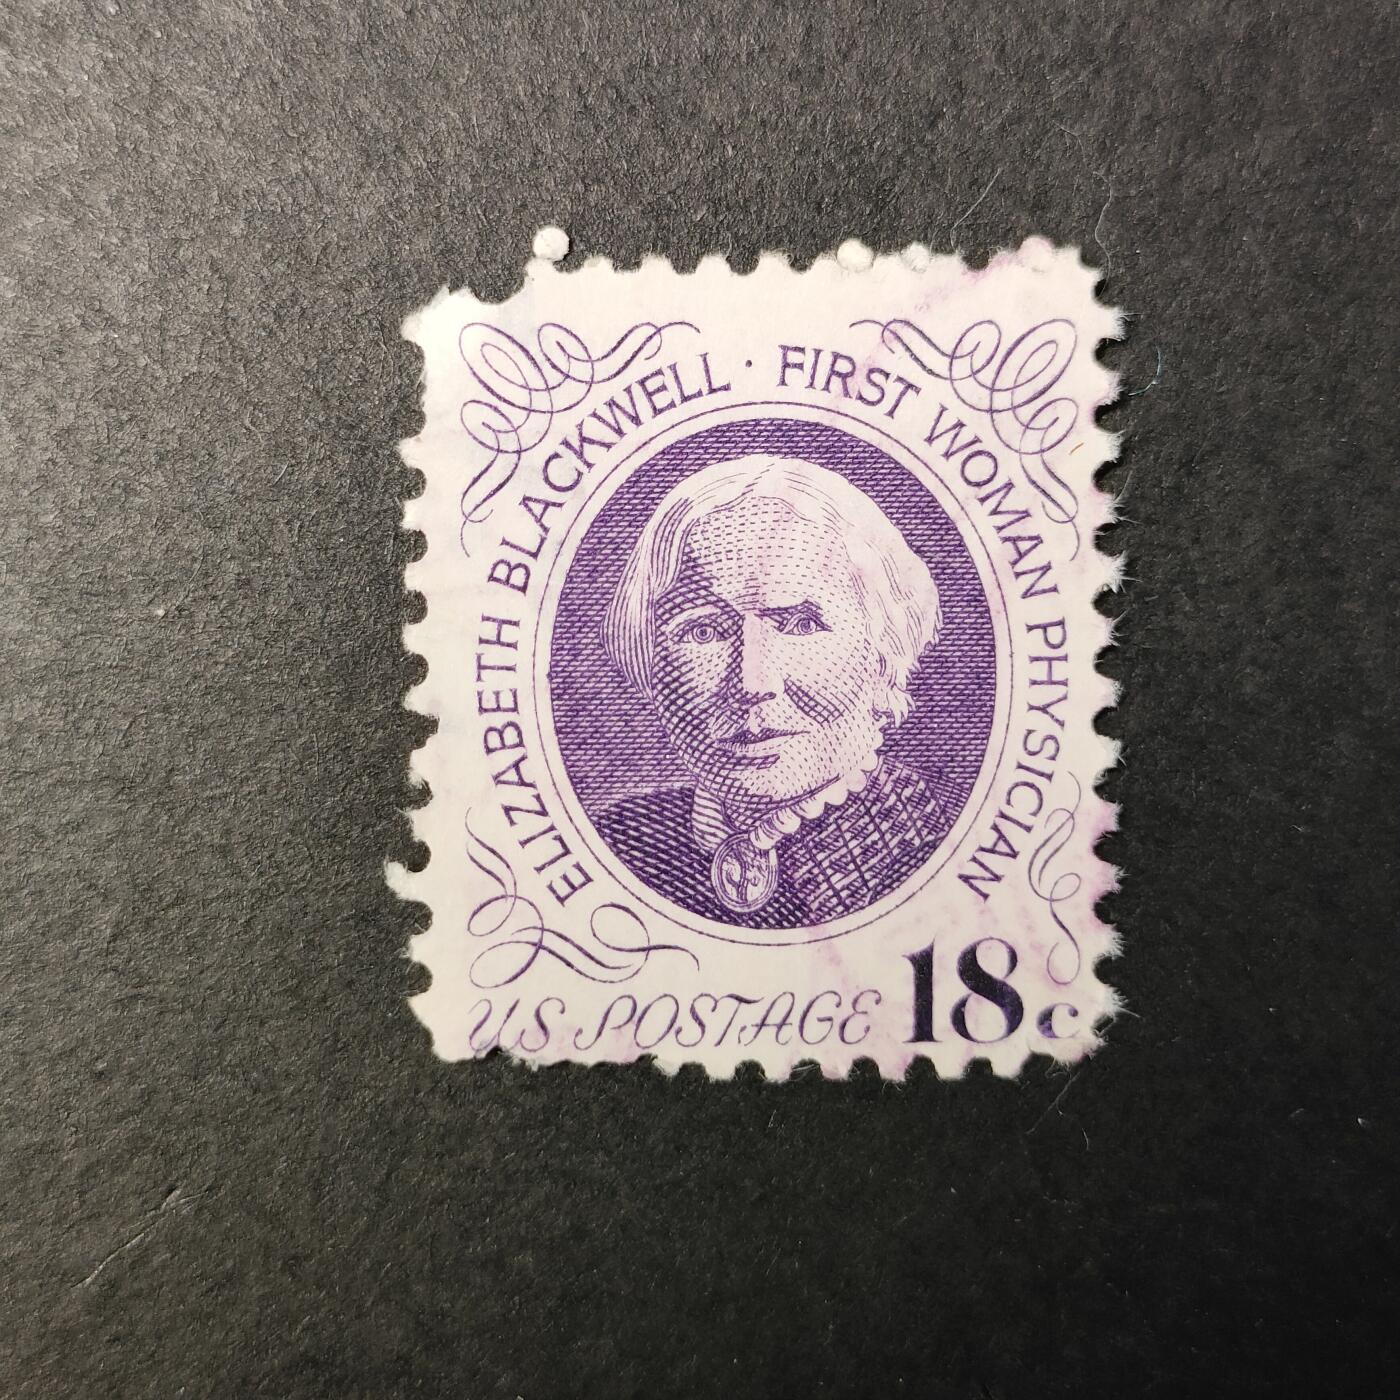 ELIZABETH BLACKWELL · FIRST WOMAN PHYSICIAN
US POSTAGE 18c